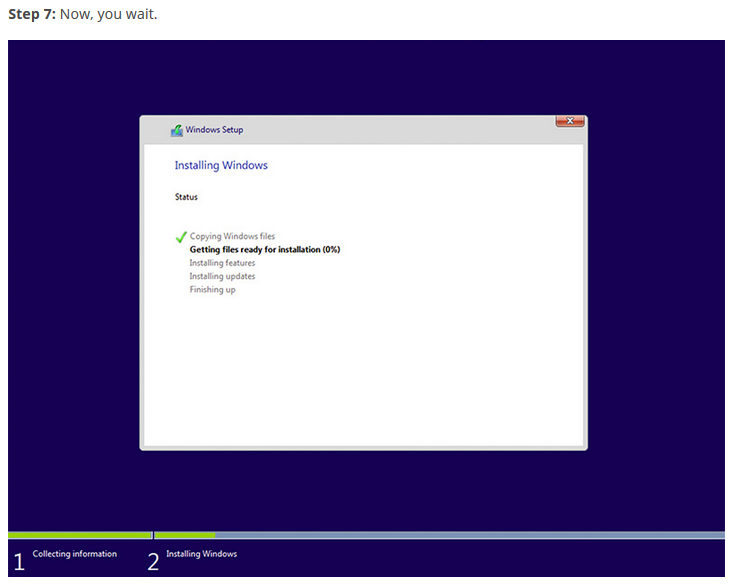 Step 7: Now, you wait.
Windows Setup
Installing Windows
Status
Copying Windows files
Getting files ready for installation (0%)
Installing features
Installing updates
Finishing up
1 Collecting information 2 Installing Windows